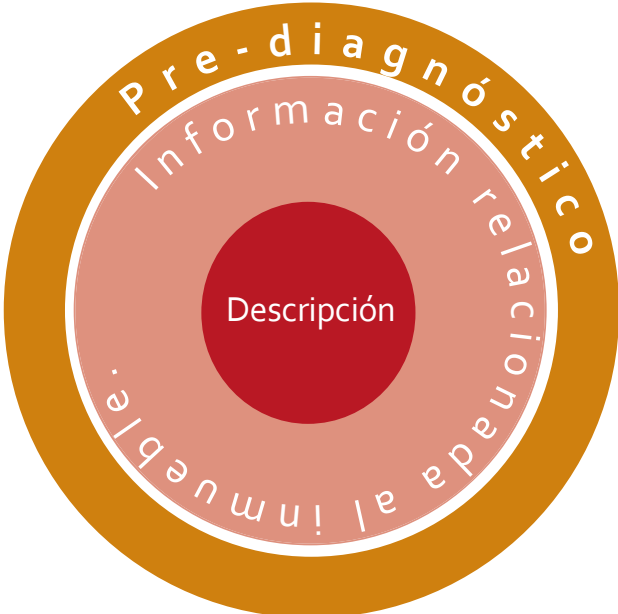 Pre-diagnóstico
Información relacionada al inmueble.
Descripción